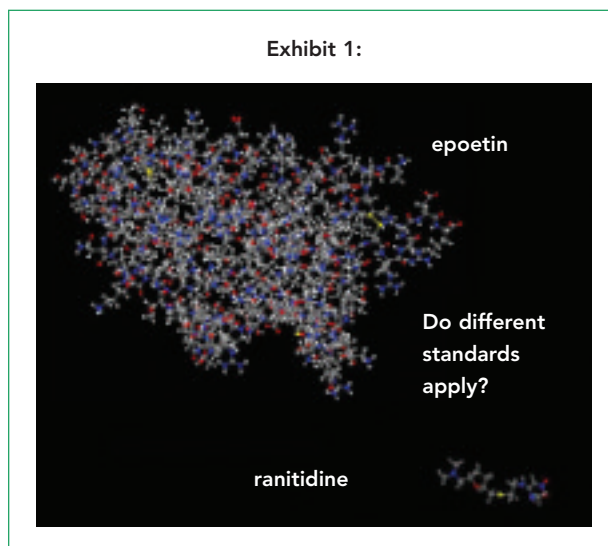 Exhibit 1:
epoetin
Do different
standards
apply?
ranitidine